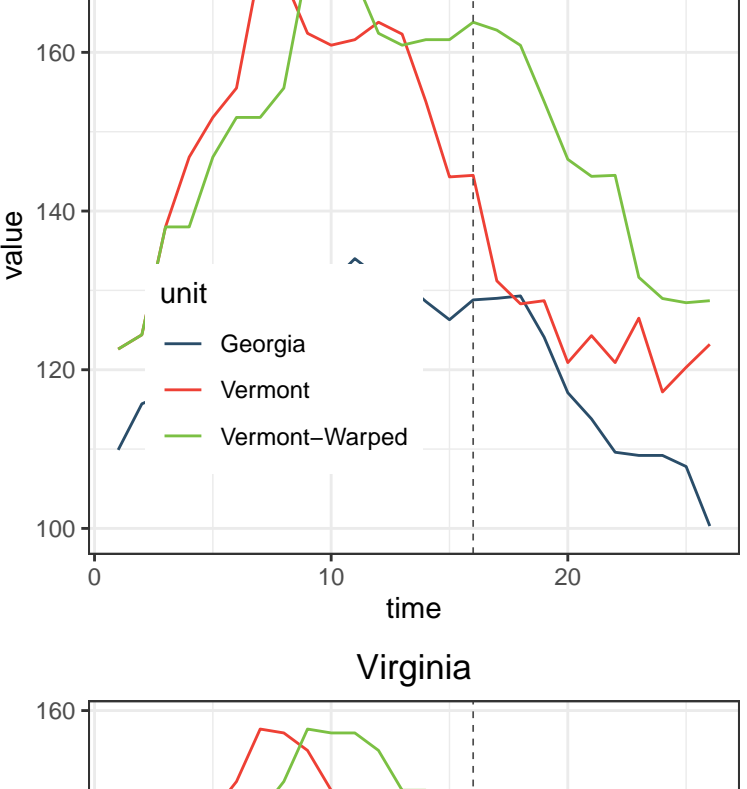 160
140
120
100
value
unit
Georgia
Vermont
Vermont−Warped
0 10 20
time
Virginia
160